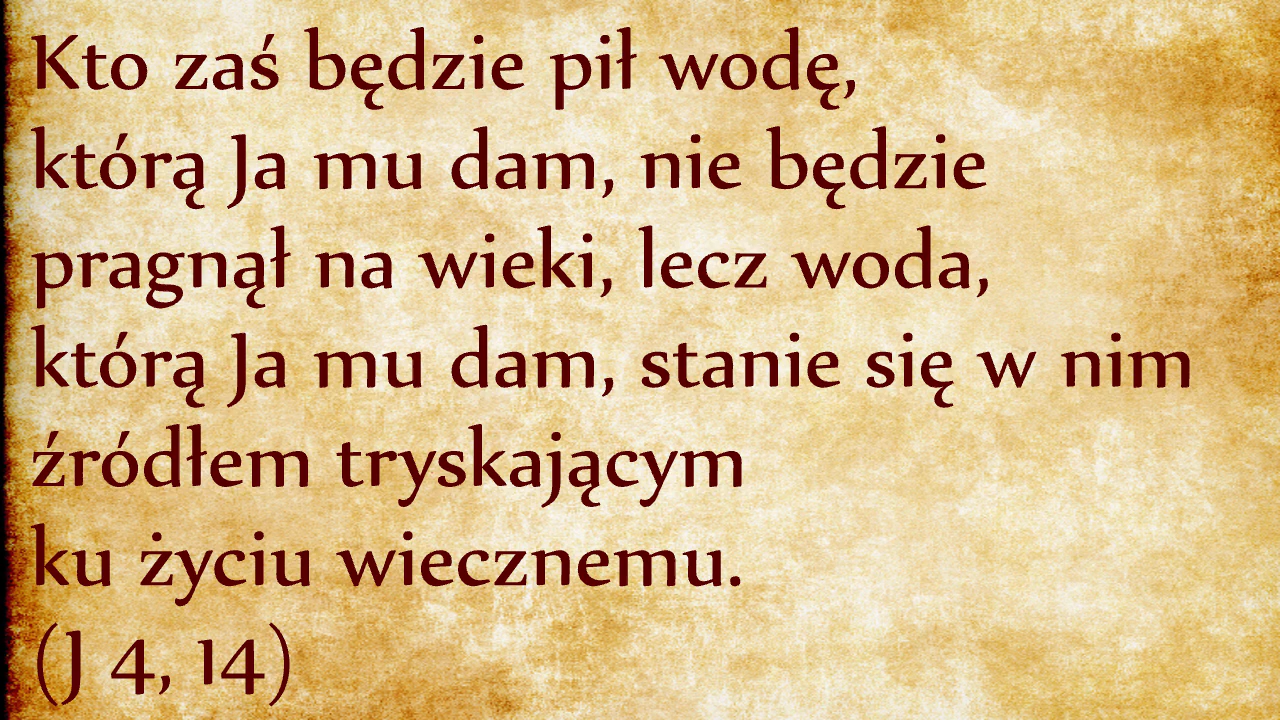 Kto zaś będzie pił wodę,
którą Ja mu dam, nie będzie
pragnął na wieki, lecz woda,
którą Ja mu dam, stanie się w nim
źródłem tryskającym
ku życiu wiecznemu.
(J 4, 14)